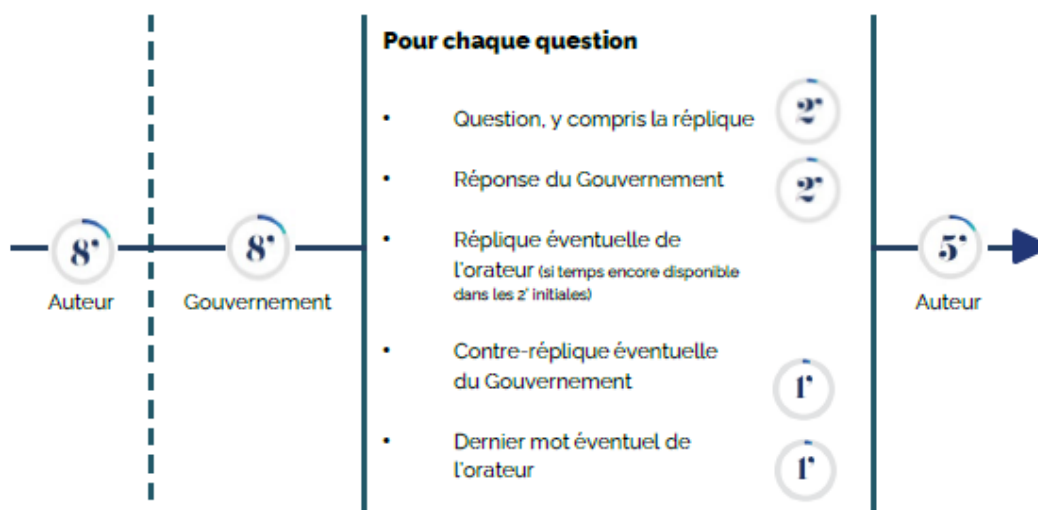 Pour chaque question
• Question, y compris la réplique 2'
• Réponse du Gouvernement 2'
8' Auteur
8' Gouvernement
• Réplique éventuelle de
l'orateur (si temps encore disponible
dans les 2' initiales)
• Contre-réplique éventuelle
du Gouvernement 1'
• Dernier mot éventuel de
l'orateur 1'
5' Auteur